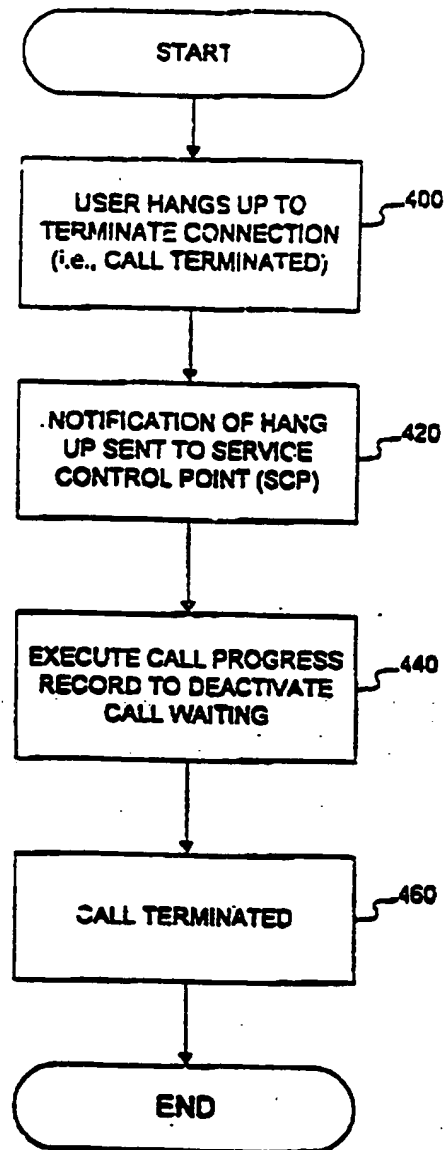 START
USER HANGS UP TO
TERMINATE CONNECTION
(i.e., CALL TERMINATED)
400
NOTIFICATION OF HANG
UP SENT TO SERVICE
CONTROL POINT (SCP)
420
EXECUTE CALL PROGRESS
RECORD TO DEACTIVATE
CALL WAITING
440
CALL TERMINATED
460
END